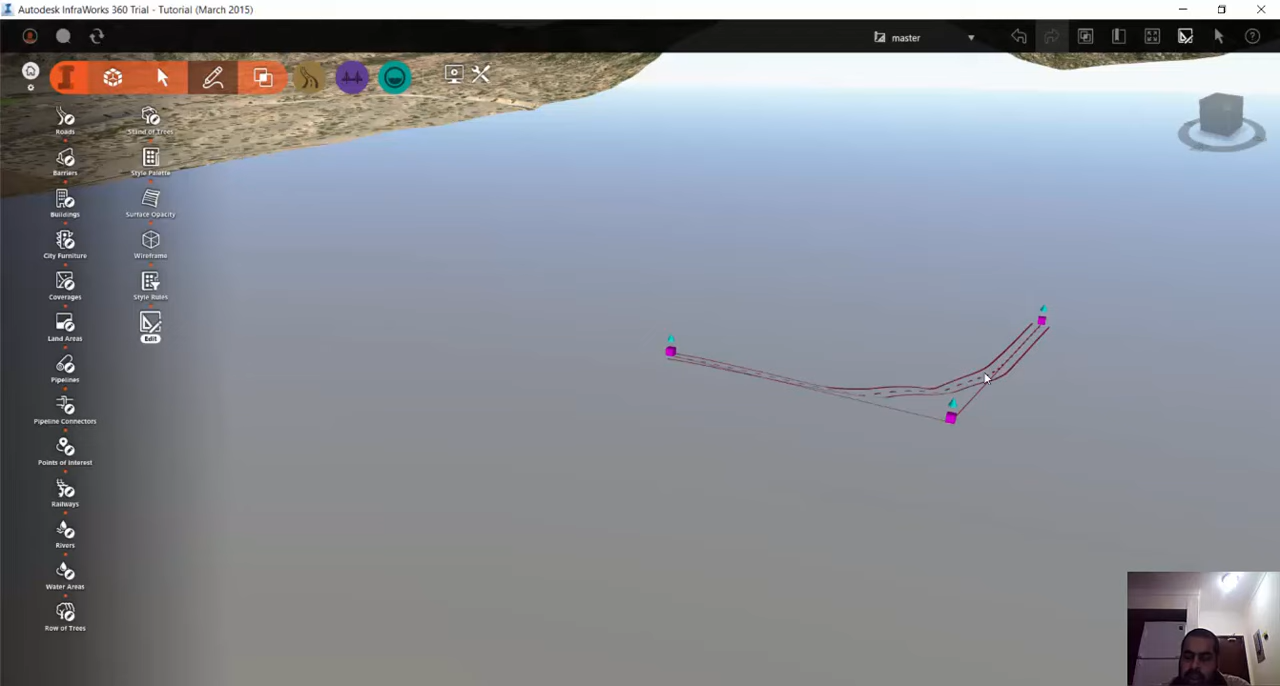 Autodesk InfraWorks 360 Trial - Tutorial (March 2015)
master
Roads
Stand of Trees
Barriers
Style Palette
Buildings
Surface Opacity
City Furniture
Wireframe
Coverages
Style Rules
Land Areas
Edit
Pipelines
Pipeline Connectors
Points of Interest
Railways
Rivers
Water Areas
Row of Trees